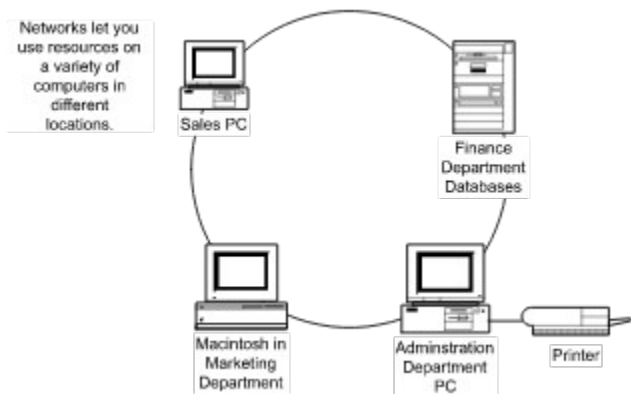 Networks let you
use resources on
a variety of
computers in
different
locations.
Sales PC
Finance
Department
Databases
Macintosh in
Marketing
Department
Adminstration
Department
PC
Printer